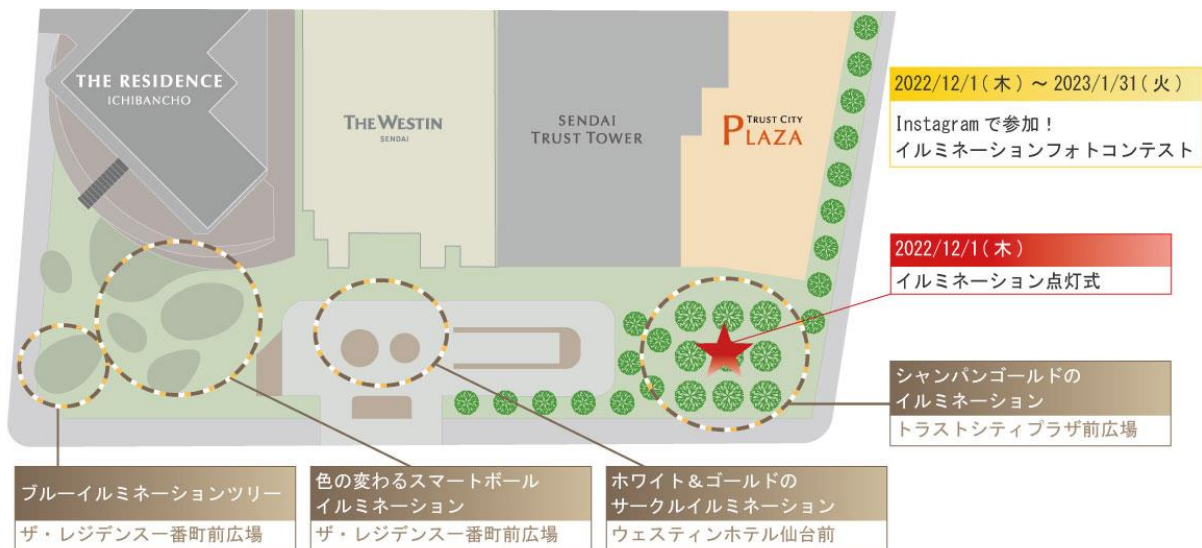 THE RESIDENCE
ICHIBANCHO
THE WESTIN
SENDAI
SENDAI
TRUST TOWER
TRUST CITY
PLAZA
2022/12/1(木)～2023/1/31(火)
Instagramで参加！
イルミネーションフォトコンテスト
2022/12/1(木)
イルミネーション点灯式
シャンパンゴールドの
イルミネーション
トラストシティプラザ前広場
ブルーイルミネーションツリー
ザ・レジデンス一番町前広場
色の変わるスマートボール
イルミネーション
ザ・レジデンス一番町前広場
ホワイト＆ゴールドの
サークルイルミネーション
ウェスティンホテル仙台前